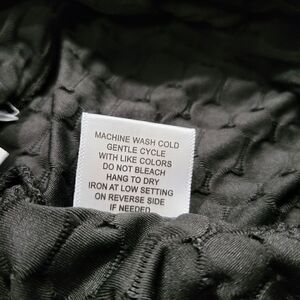 MACHINE WASH COLD
GENTLE CYCLE
WITH LIKE COLORS
DO NOT BLEACH
HANG TO DRY
IRON AT LOW SETTING
ON REVERSE SIDE
IF NEEDED